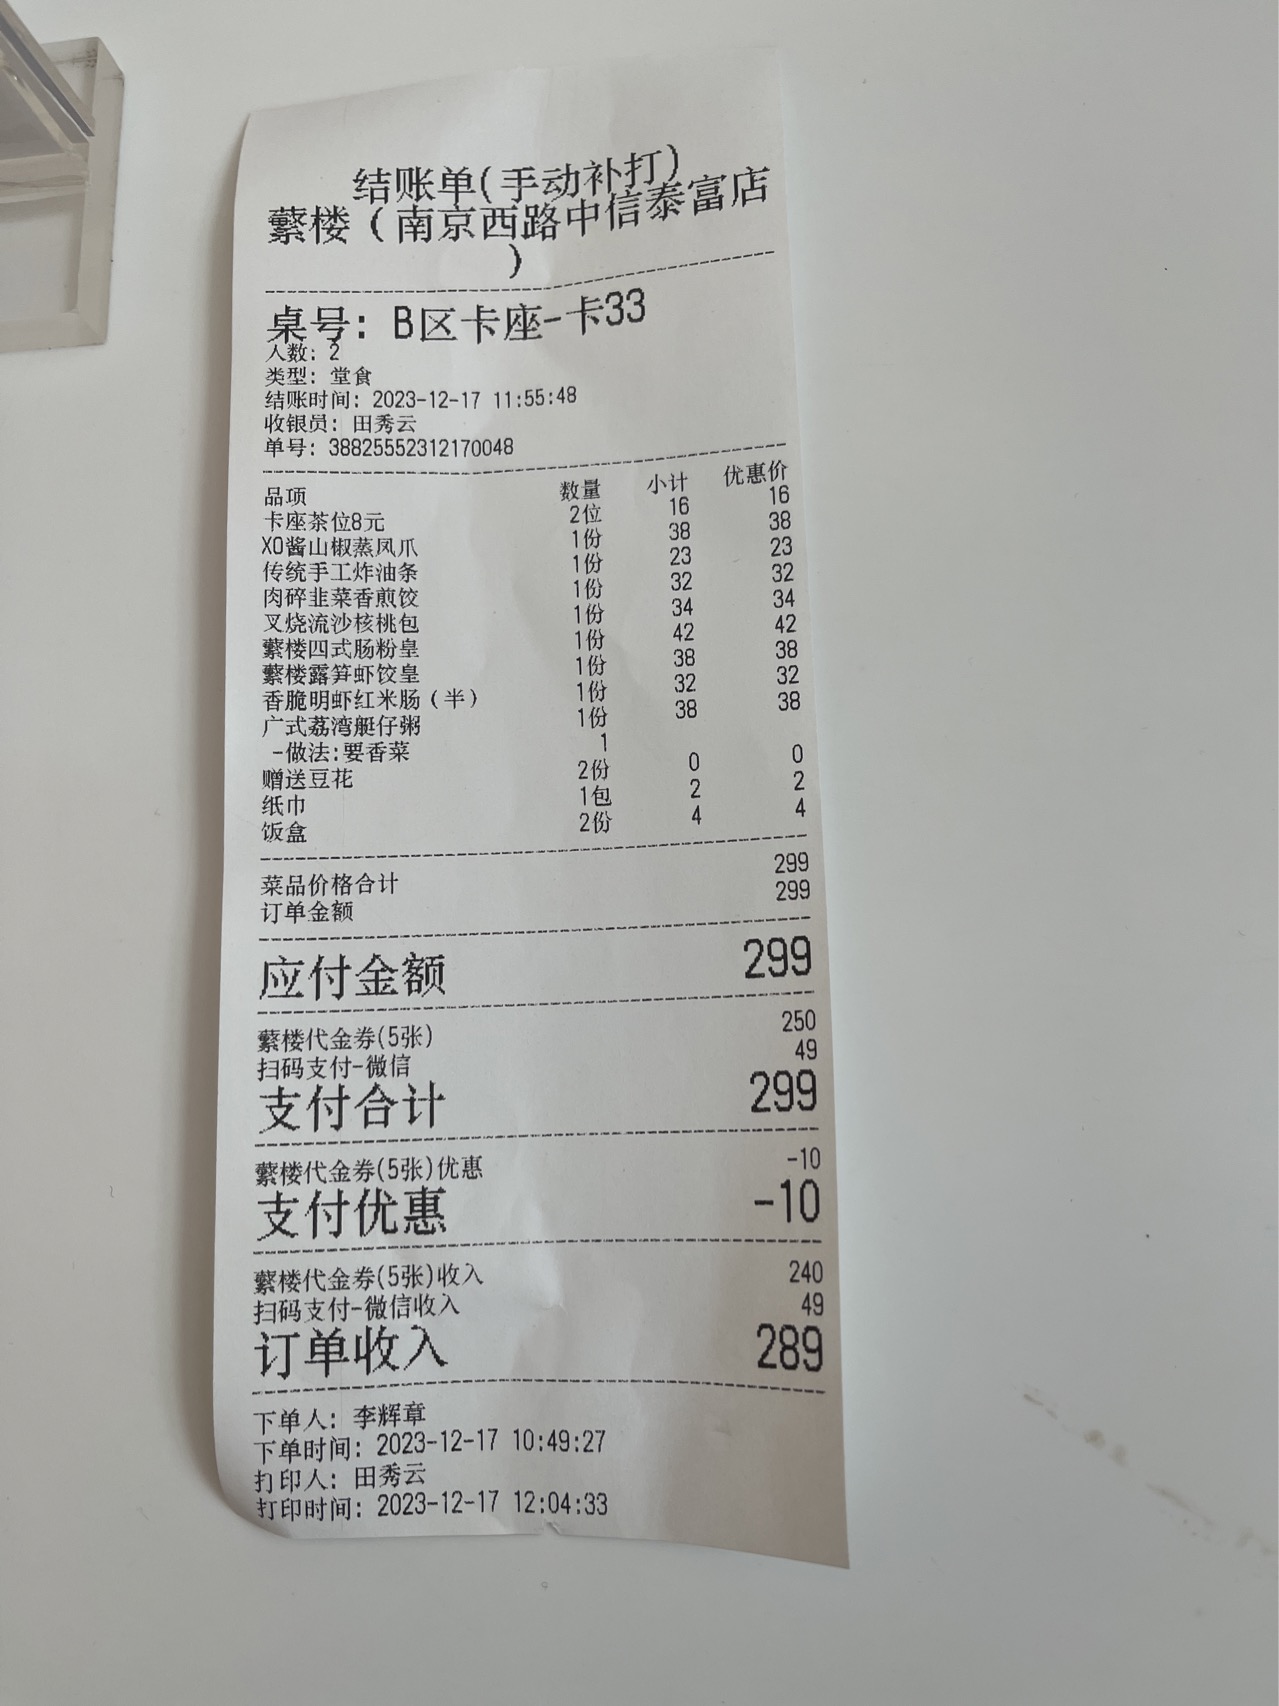 结账单(手动补打)
蘩楼（南京西路中信泰富店
）
桌号: B区卡座-卡33
人数: 2
类型: 堂食
结账时间: 2023-12-17 11:55:48
收银员: 田秀云
单号: 38825552312170048
品项 数量 小计 优惠价
卡座茶位8元 2位 16 16
XO酱山椒蒸凤爪 1份 38 38
传统手工炸油条 1份 23 23
肉碎韭菜香煎饺 1份 32 32
叉烧流沙核桃包 1份 34 34
蘩楼四式肠粉皇 1份 42 42
蘩楼露笋虾饺皇 1份 38 38
香脆明虾红米肠（半） 1份 32 32
广式荔湾艇仔粥 1份 38 38
-做法:要香菜 1
赠送豆花 2份 0 0
纸巾 1包 2 2
饭盒 2份 4 4
菜品价格合计 299
订单金额 299
应付金额 299
蘩楼代金券(5张) 250
扫码支付-微信 49
支付合计 299
蘩楼代金券(5张)优惠 -10
支付优惠 -10
蘩楼代金券(5张)收入 240
扫码支付-微信收入 49
订单收入 289
下单人: 李辉章
下单时间: 2023-12-17 10:49:27
打印人: 田秀云
打印时间: 2023-12-17 12:04:33